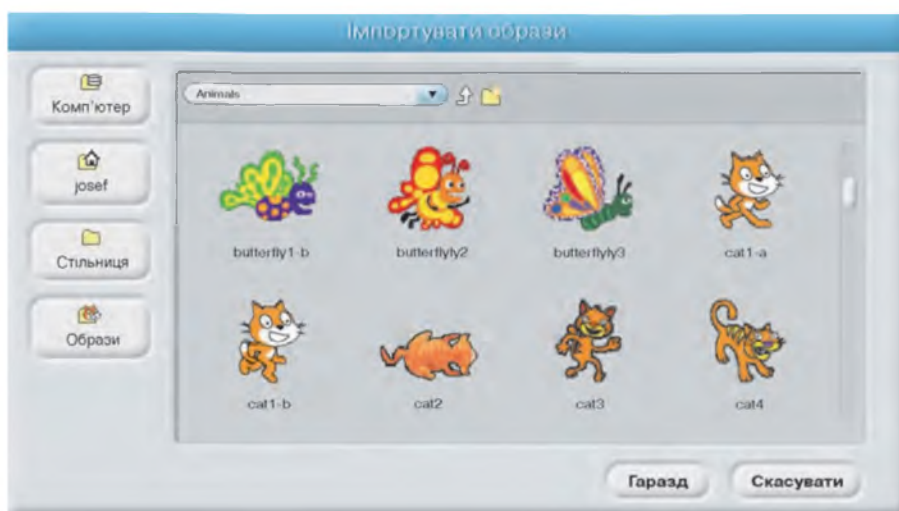 Імпортувати образи
Комп'ютер
josef
Стільниця
Образи
Animals
butterfly1-b
butterflyly2
butterflyly3
cat1-a
cat1-b
cat2
cat3
cat4
Гаразд
Скасувати